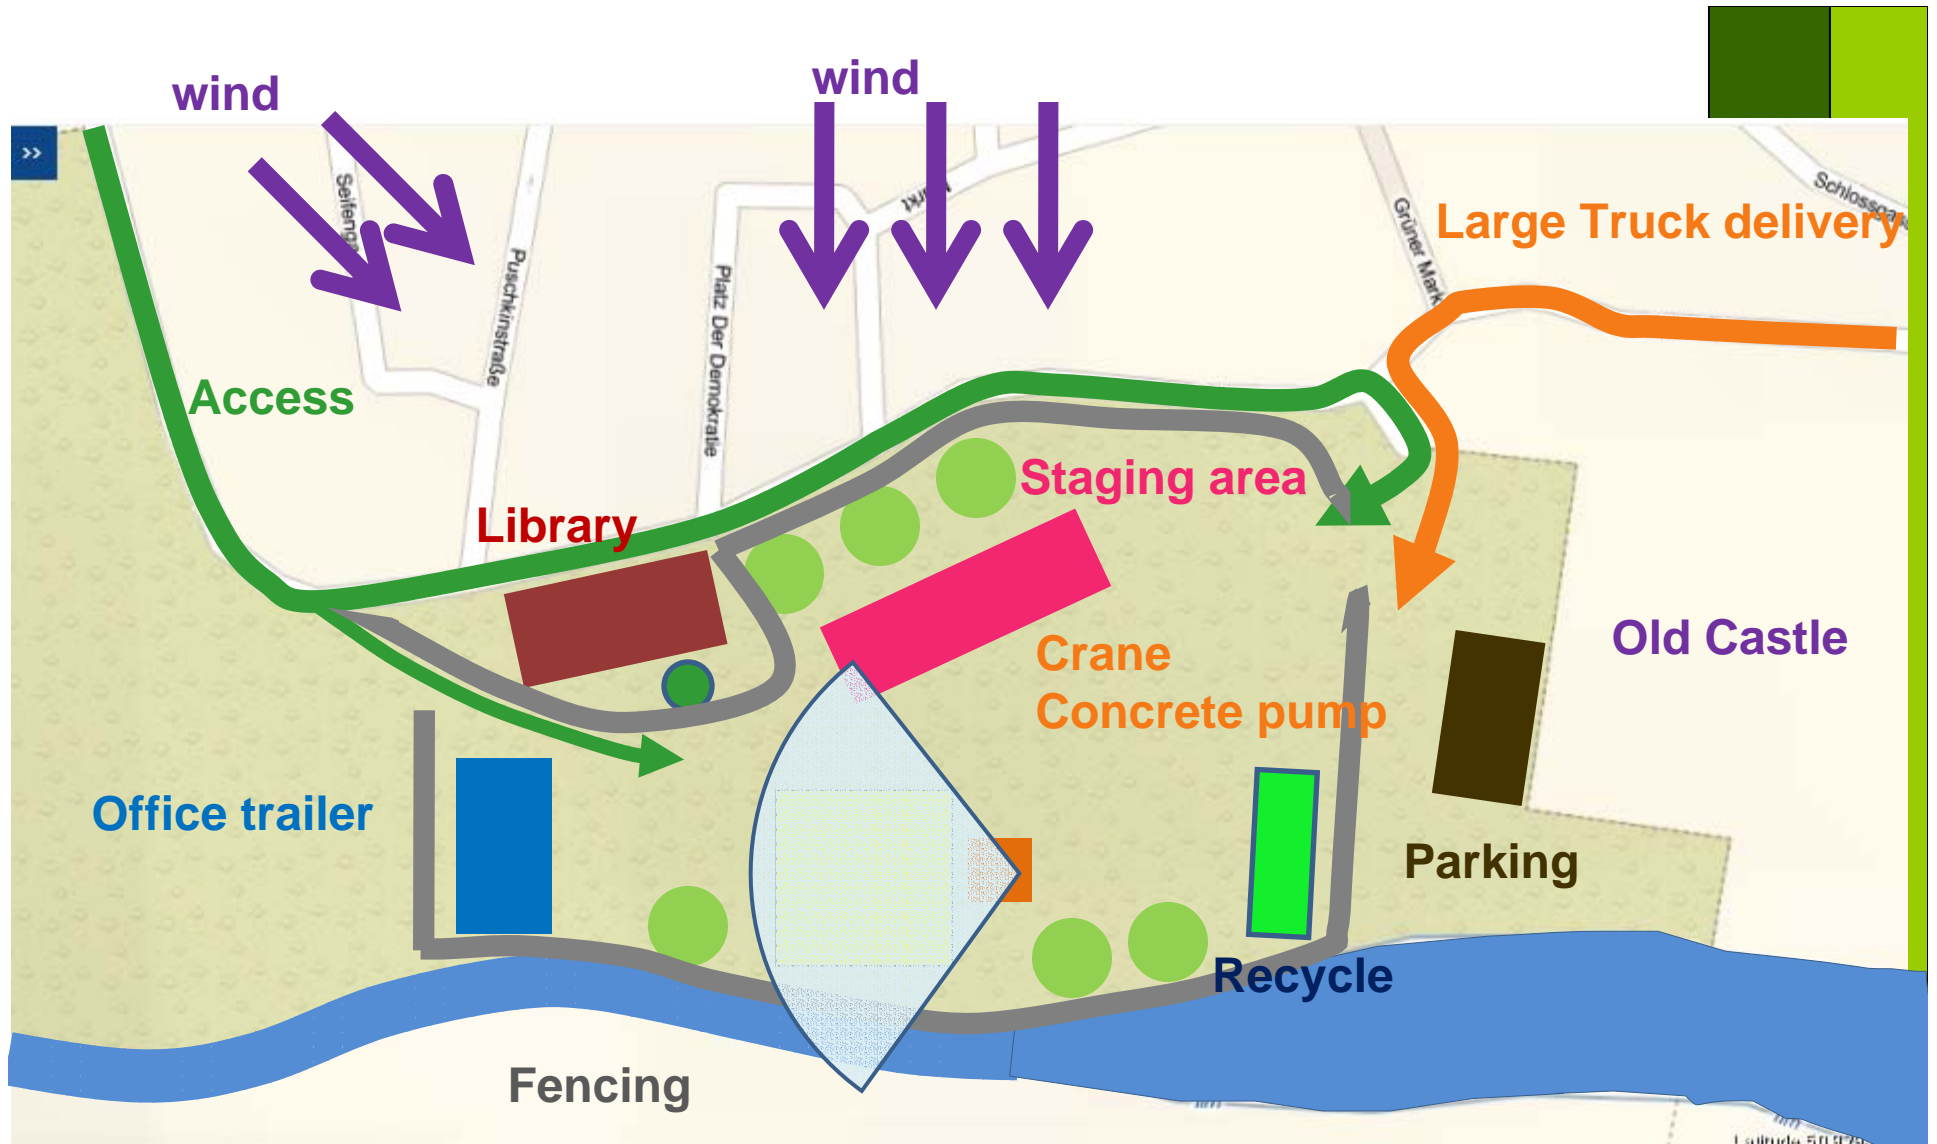 wind
wind
>>
Puschkinstraße
Platz Der Demokratie
Large Truck delivery
Access
Staging area
Library
Crane
Concrete pump
Old Castle
Office trailer
Parking
Recycle
Fencing